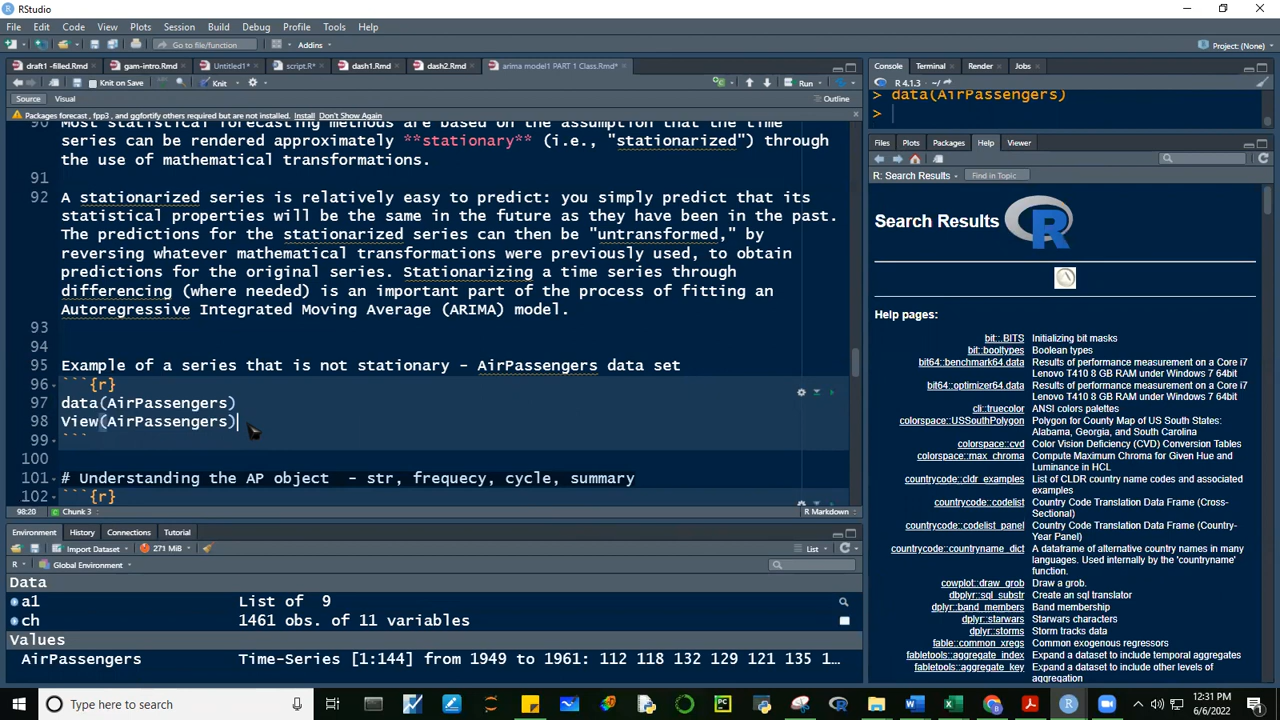 RStudio
File Edit Code View Plots Session Build Debug Profile Tools Help
Go to file/function Addins Project: (None)
draft1 -filled.Rmd gam-intro.Rmd Untitled1* script.R* dash1.Rmd dash2.Rmd arima model1 PART 1 Class.Rmd*
Knit on Save Knit Run
Source Visual Outline
Packages forecast, fpp3, and ggfortify others required but are not installed. Install Don't Show Again
90 Most statistical forecasting methods are based on the assumption that the time
series can be rendered approximately **stationary** (i.e., "stationarized") through
the use of mathematical transformations.
91
92 A stationarized series is relatively easy to predict: you simply predict that its
statistical properties will be the same in the future as they have been in the past.
The predictions for the stationarized series can then be "untransformed," by
reversing whatever mathematical transformations were previously used, to obtain
predictions for the original series. Stationarizing a time series through
differencing (where needed) is an important part of the process of fitting an
Autoregressive Integrated Moving Average (ARIMA) model.
93
94
95 Example of a series that is not stationary - AirPassengers data set
96 ```{r}
97 data(AirPassengers)
98 View(AirPassengers)
99 ```
100
101 # Understanding the AP object - str, frequecy, cycle, summary
102 ```{r}
98:20 Chunk 3 R Markdown
Environment History Connections Tutorial
Import Dataset 271 MiB List
R Global Environment
Data
a1 List of 9
ch 1461 obs. of 11 variables
Values
AirPassengers Time-Series [1:144] from 1949 to 1961: 112 118 132 129 121 135 1…
Console Terminal Render Jobs
R 4.1.3 · ~/
> data(AirPassengers)
>
Files Plots Packages Help Viewer
R: Search Results Find in Topic
Search Results R
Help pages:
bit::.BITS Initializing bit masks
bit::booltypes Boolean types
bit64::benchmark64.data Results of performance measurement on a Core i7
Lenovo T410 8 GB RAM under Windows 7 64bit
bit64::optimizer64.data Results of performance measurement on a Core i7
Lenovo T410 8 GB RAM under Windows 7 64bit
cli::truecolor ANSI colors palettes
colorspace::USSouthPolygon Polygon for County Map of US South States:
Alabama, Georgia, and South Carolina
colorspace::cvd Color Vision Deficiency (CVD) Conversion Tables
colorspace::max_chroma Compute Maximum Chroma for Given Hue and
Luminance in HCL
countrycode::cldr_examples List of CLDR country name codes and associated
examples
countrycode::codelist Country Code Translation Data Frame (Cross-
Sectional)
countrycode::codelist_panel Country Code Translation Data Frame (Country-
Year Panel)
countrycode::countryname_dict A dataframe of alternative country names in many
languages. Used internally by the 'countryname'
function.
cowplot::draw_grob Draw a grob.
dbplyr::sql_substr Create an sql translator
dplyr::band_members Band membership
dplyr::starwars Starwars characters
dplyr::storms Storm tracks data
fable::common_xregs Common exogenous regressors
fabletools::aggregate_index Expand a dataset to include temporal aggregates
fabletools::aggregate_key Expand a dataset to include other levels of
aggregation
Type here to search
12:31 PM
6/6/2022